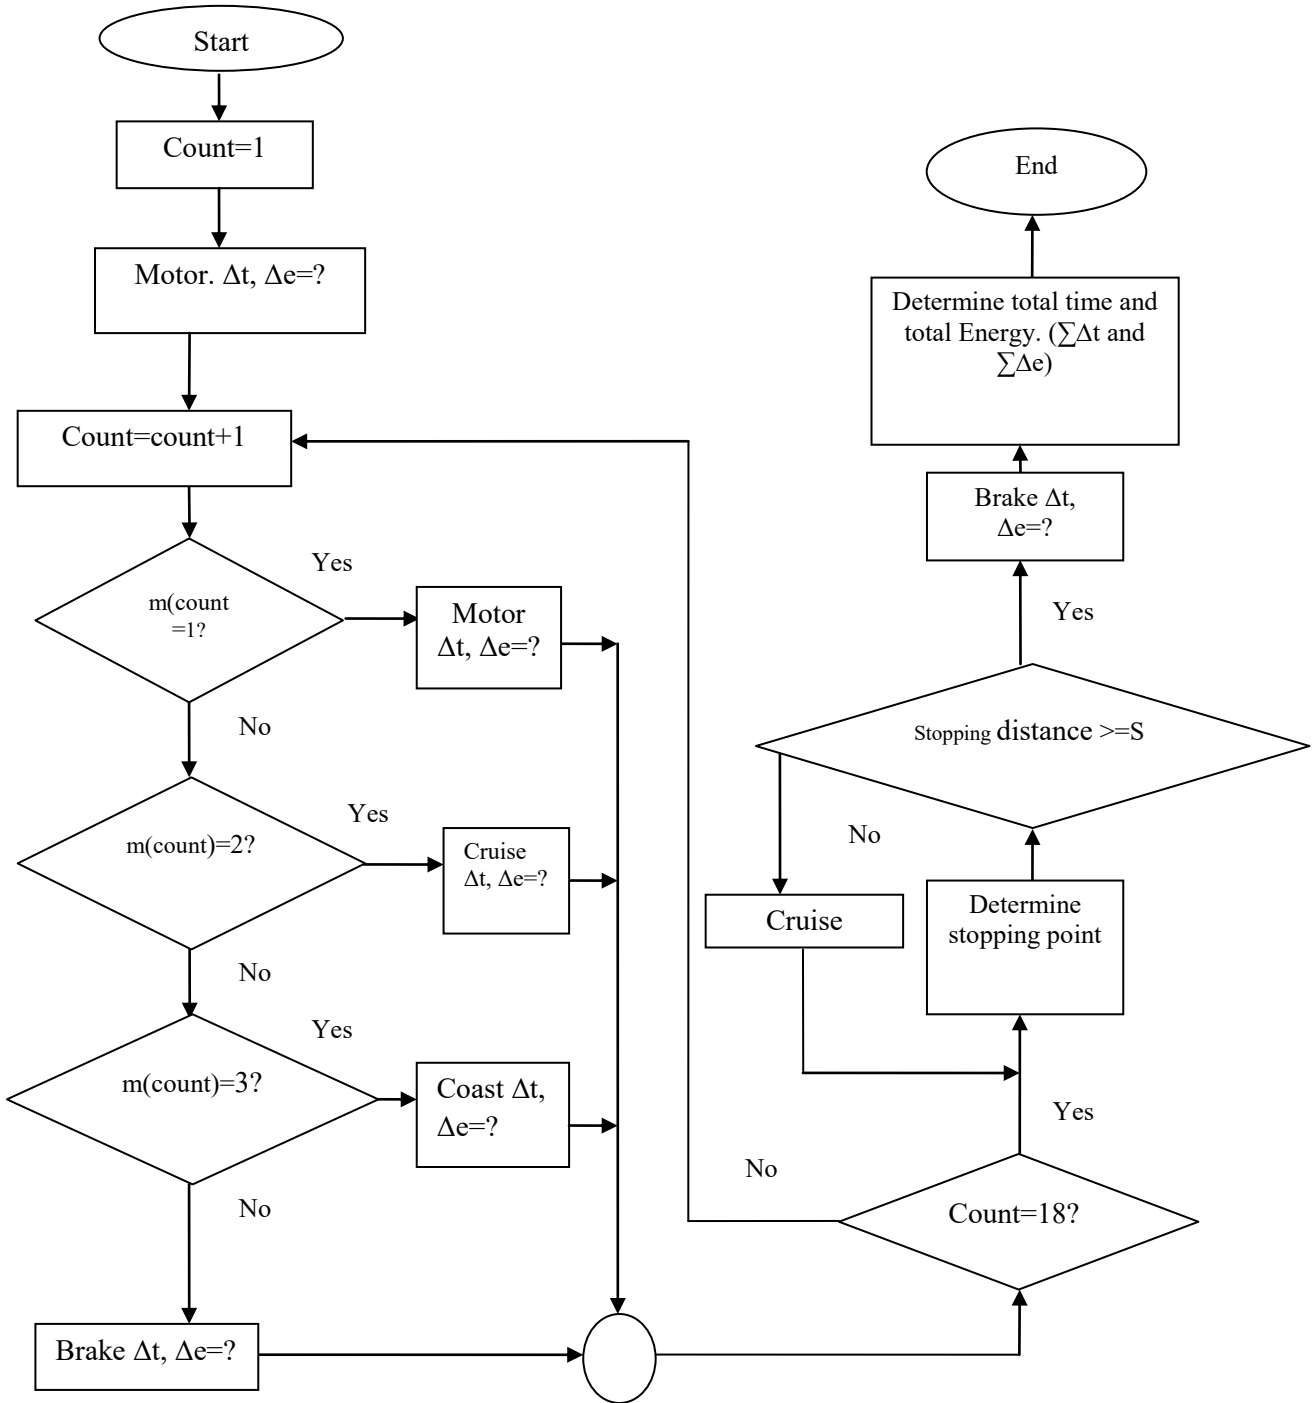 Start
Count=1
Motor. Δt, Δe=?
Count=count+1
m(count
=1?
Yes
Motor
Δt, Δe=?
No
m(count)=2?
Yes
Cruise
Δt, Δe=?
No
m(count)=3?
Yes
Coast Δt,
Δe=?
No
Brake Δt, Δe=?
Count=18?
No
Yes
Determine
stopping point
Stopping distance >=S
No
Cruise
Yes
Brake Δt,
Δe=?
Determine total time and
total Energy. (∑Δt and
∑Δe)
End